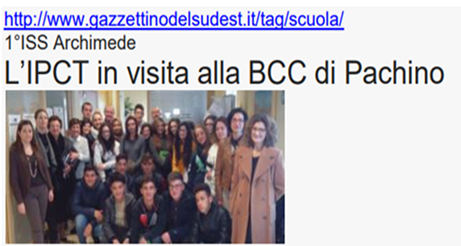 http://www.gazzettinodelsudest.it/tag/scuola/
1°ISS Archimede
L’IPCT in visita alla BCC di Pachino